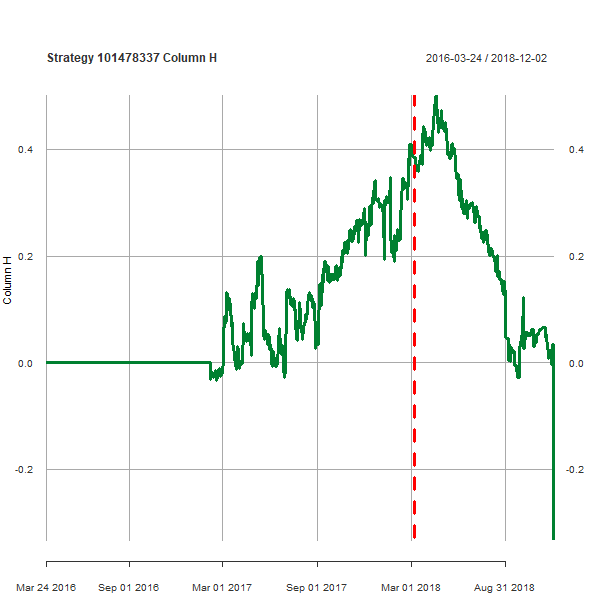 Strategy 101478337 Column H
2016-03-24 / 2018-12-02
0.4 0.4
0.2 0.2
Column H
0.0 0.0
-0.2 -0.2
Mar 24 2016 Sep 01 2016 Mar 01 2017 Sep 01 2017 Mar 01 2018 Aug 31 2018